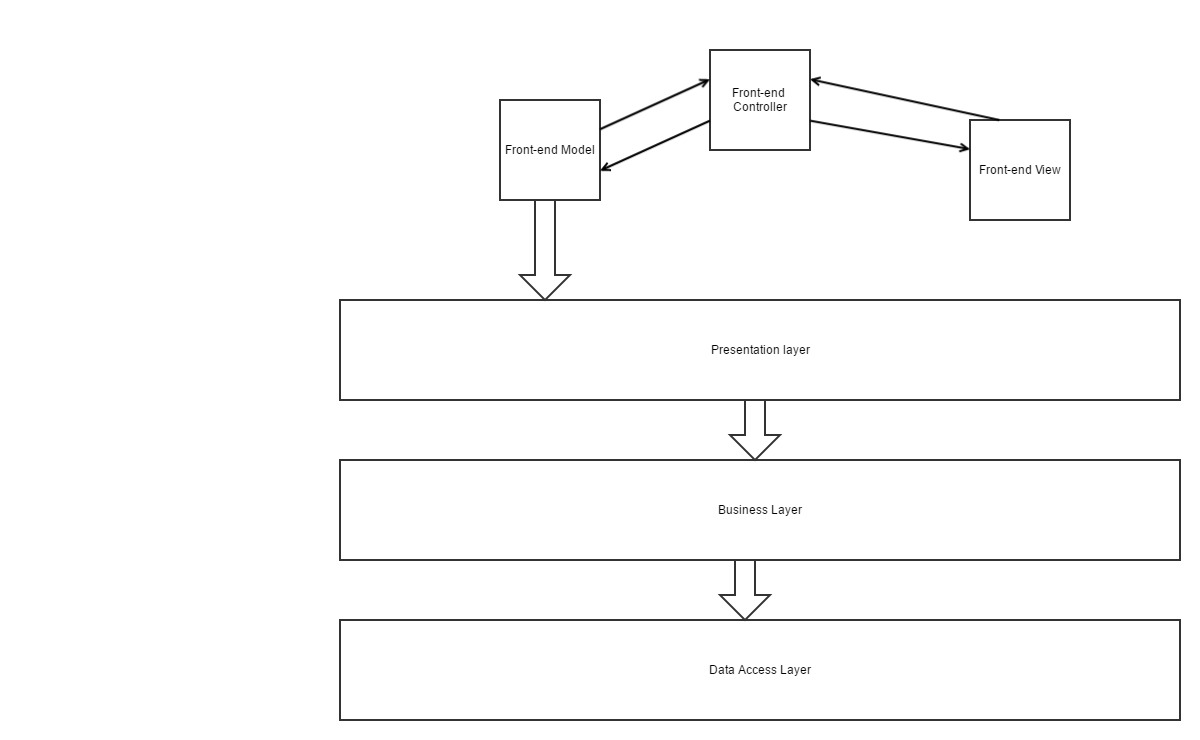 Front-end
Controller
Front-end Model
Front-end View
Presentation layer
Business Layer
Data Access Layer